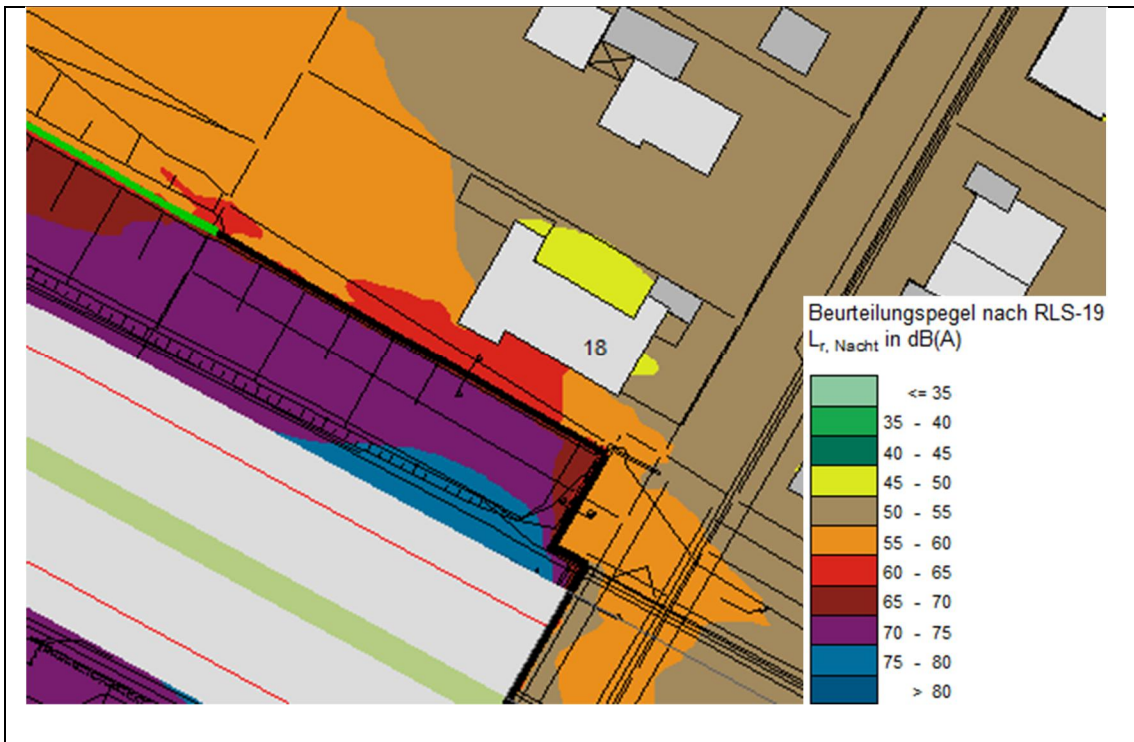 18
Beurteilungspegel nach RLS-19
Lr, Nacht in dB(A)
<= 35
35 - 40
40 - 45
45 - 50
50 - 55
55 - 60
60 - 65
65 - 70
70 - 75
75 - 80
> 80